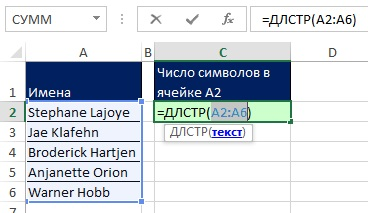 СУММ
=ДЛСТР(A2:A6)
A B C D
1 Имена Число символов в ячейке A2
2 Stephane Lajoye =ДЛСТР(A2:A6)
3 Jae Klafehn ДЛСТР(текст)
4 Broderick Hartjen
5 Anjanette Orion
6 Warner Hobb